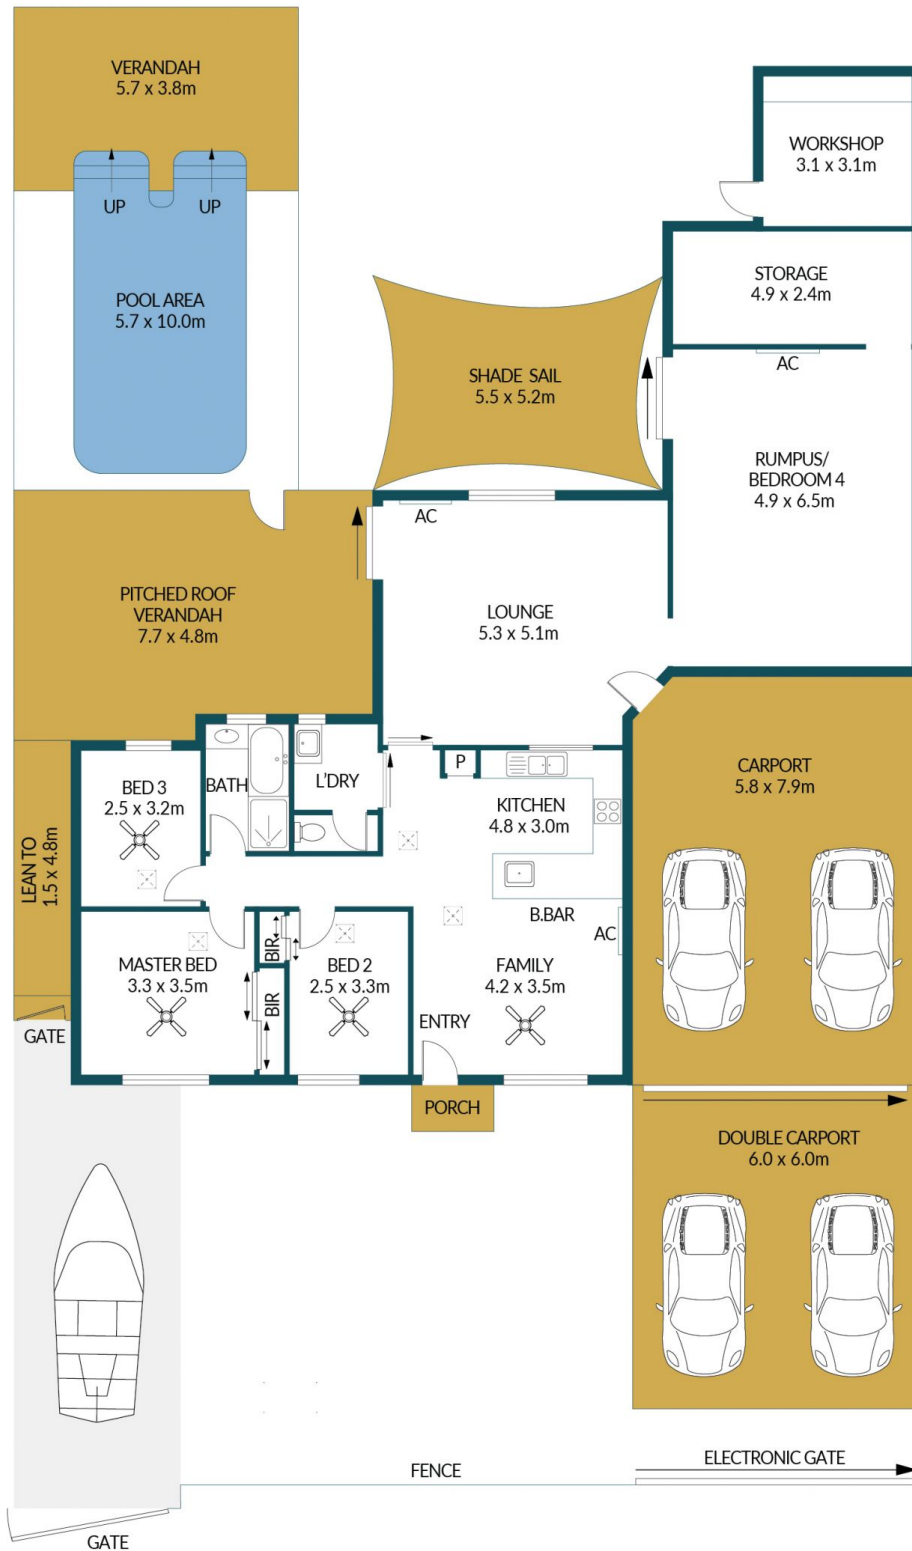 VERANDAH
5.7 x 3.8m
UP
UP
POOL AREA
5.7 x 10.0m
WORKSHOP
3.1 x 3.1m
STORAGE
4.9 x 2.4m
AC
SHADE SAIL
5.5 x 5.2m
RUMPUS/
BEDROOM 4
4.9 x 6.5m
AC
PITCHED ROOF
VERANDAH
7.7 x 4.8m
LOUNGE
5.3 x 5.1m
BED 3
2.5 x 3.2m
BATH
L'DRY
P
KITCHEN
4.8 x 3.0m
CARPORT
5.8 x 7.9m
LEAN TO
1.5 x 4.8m
B.BAR
AC
MASTER BED
3.3 x 3.5m
BIR
BIR
BED 2
2.5 x 3.3m
FAMILY
4.2 x 3.5m
ENTRY
GATE
PORCH
DOUBLE CARPORT
6.0 x 6.0m
ELECTRONIC GATE
FENCE
GATE